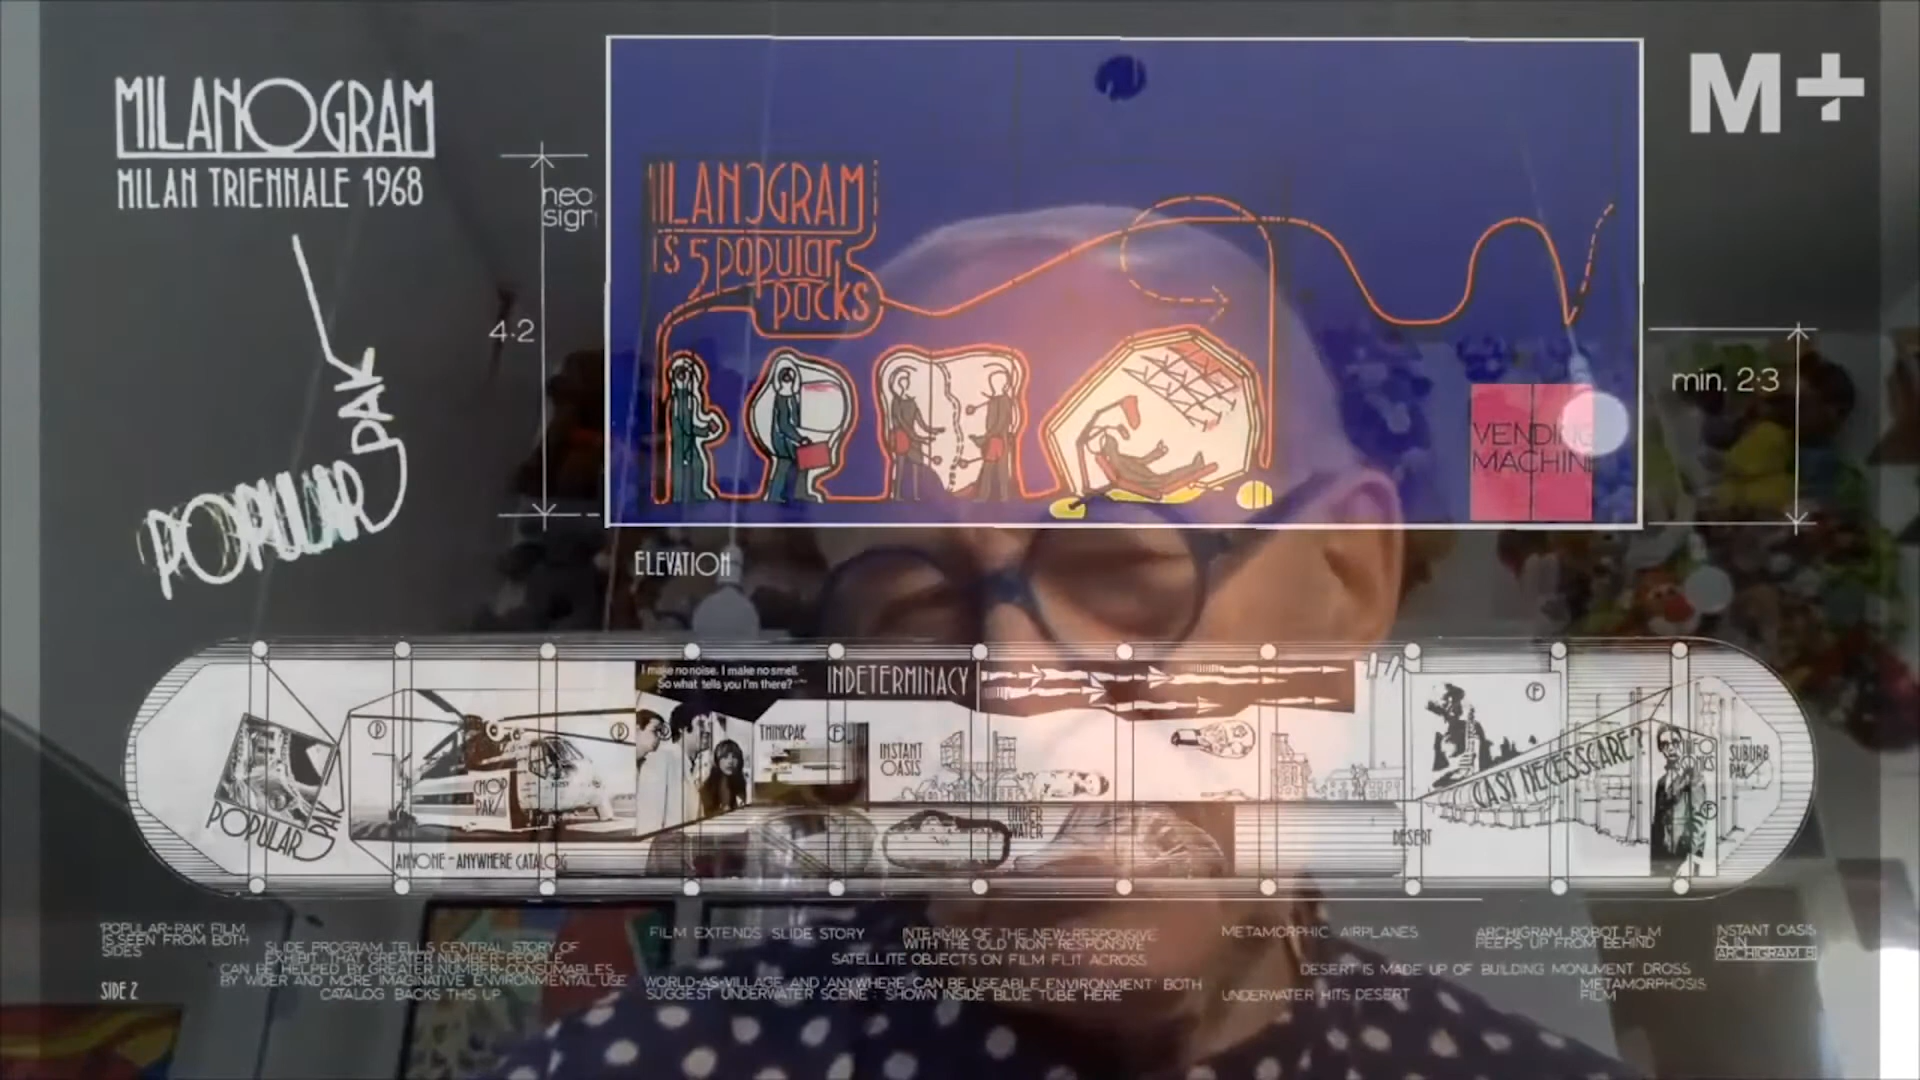 MILANOGRAM
MILAN TRIENNALE 1968
M+
neo
sign
4·2
MILANOGRAM
IS 5 popular
packs
min. 2·3
VENDING
MACHINE
POPULAR PAK
ELEVATION
I make no noise. I make no smell.
So what tells you I'm there?
INDETERMINACY
THINKPAK
F
P
INSTANT
OASIS
CHOP
PAK
POPULAR PAK
ANYONE-ANYWHERE CATALOG
UNDER
WATER
DESERT
CASI NECESSCARE?
INFO
GONKS
SUBURB
PAK
'POPULAR-PAK' FILM
IS SEEN FROM BOTH
SIDES
SLIDE PROGRAM TELLS CENTRAL STORY OF
EXHIBIT: THAT GREATER NUMBER-PEOPLE
CAN BE HELPED BY GREATER NUMBER-CONSUMABLES
BY WIDER AND MORE IMAGINATIVE ENVIRONMENTAL USE
CATALOG BACKS THIS UP
FILM EXTENDS SLIDE STORY
INTERMIX OF THE NEW-RESPONSIVE
WITH THE OLD NON-RESPONSIVE
SATELLITE OBJECTS ON FILM FLIT ACROSS
WORLD-AS-VILLAGE AND 'ANYWHERE CAN BE USEABLE ENVIRONMENT' BOTH
SUGGEST UNDERWATER SCENE: SHOWN INSIDE BLUE TUBE HERE
METAMORPHIC AIRPLANES
ARCHIGRAM ROBOT FILM
PEEPS UP FROM BEHIND
DESERT IS MADE UP OF BUILDING MONUMENT DROSS
UNDERWATER HITS DESERT
METAMORPHOSIS
FILM
INSTANT OASIS
IS IN
ARCHIGRAM 8
SIDE 2